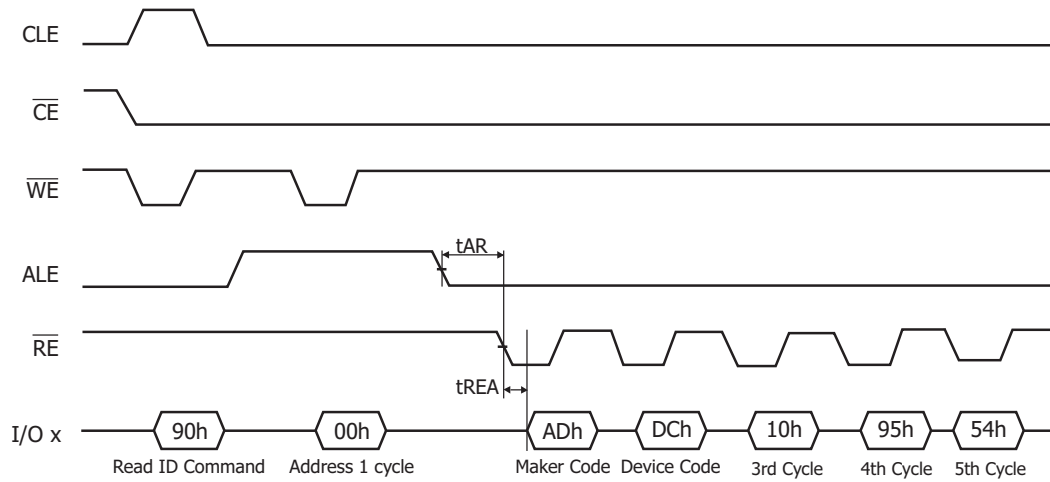 CLE
CE
WE
tAR
ALE
RE
tREA
I/O x 90h 00h ADh DCh 10h 95h 54h
Read ID Command Address 1 cycle Maker Code Device Code 3rd Cycle 4th Cycle 5th Cycle